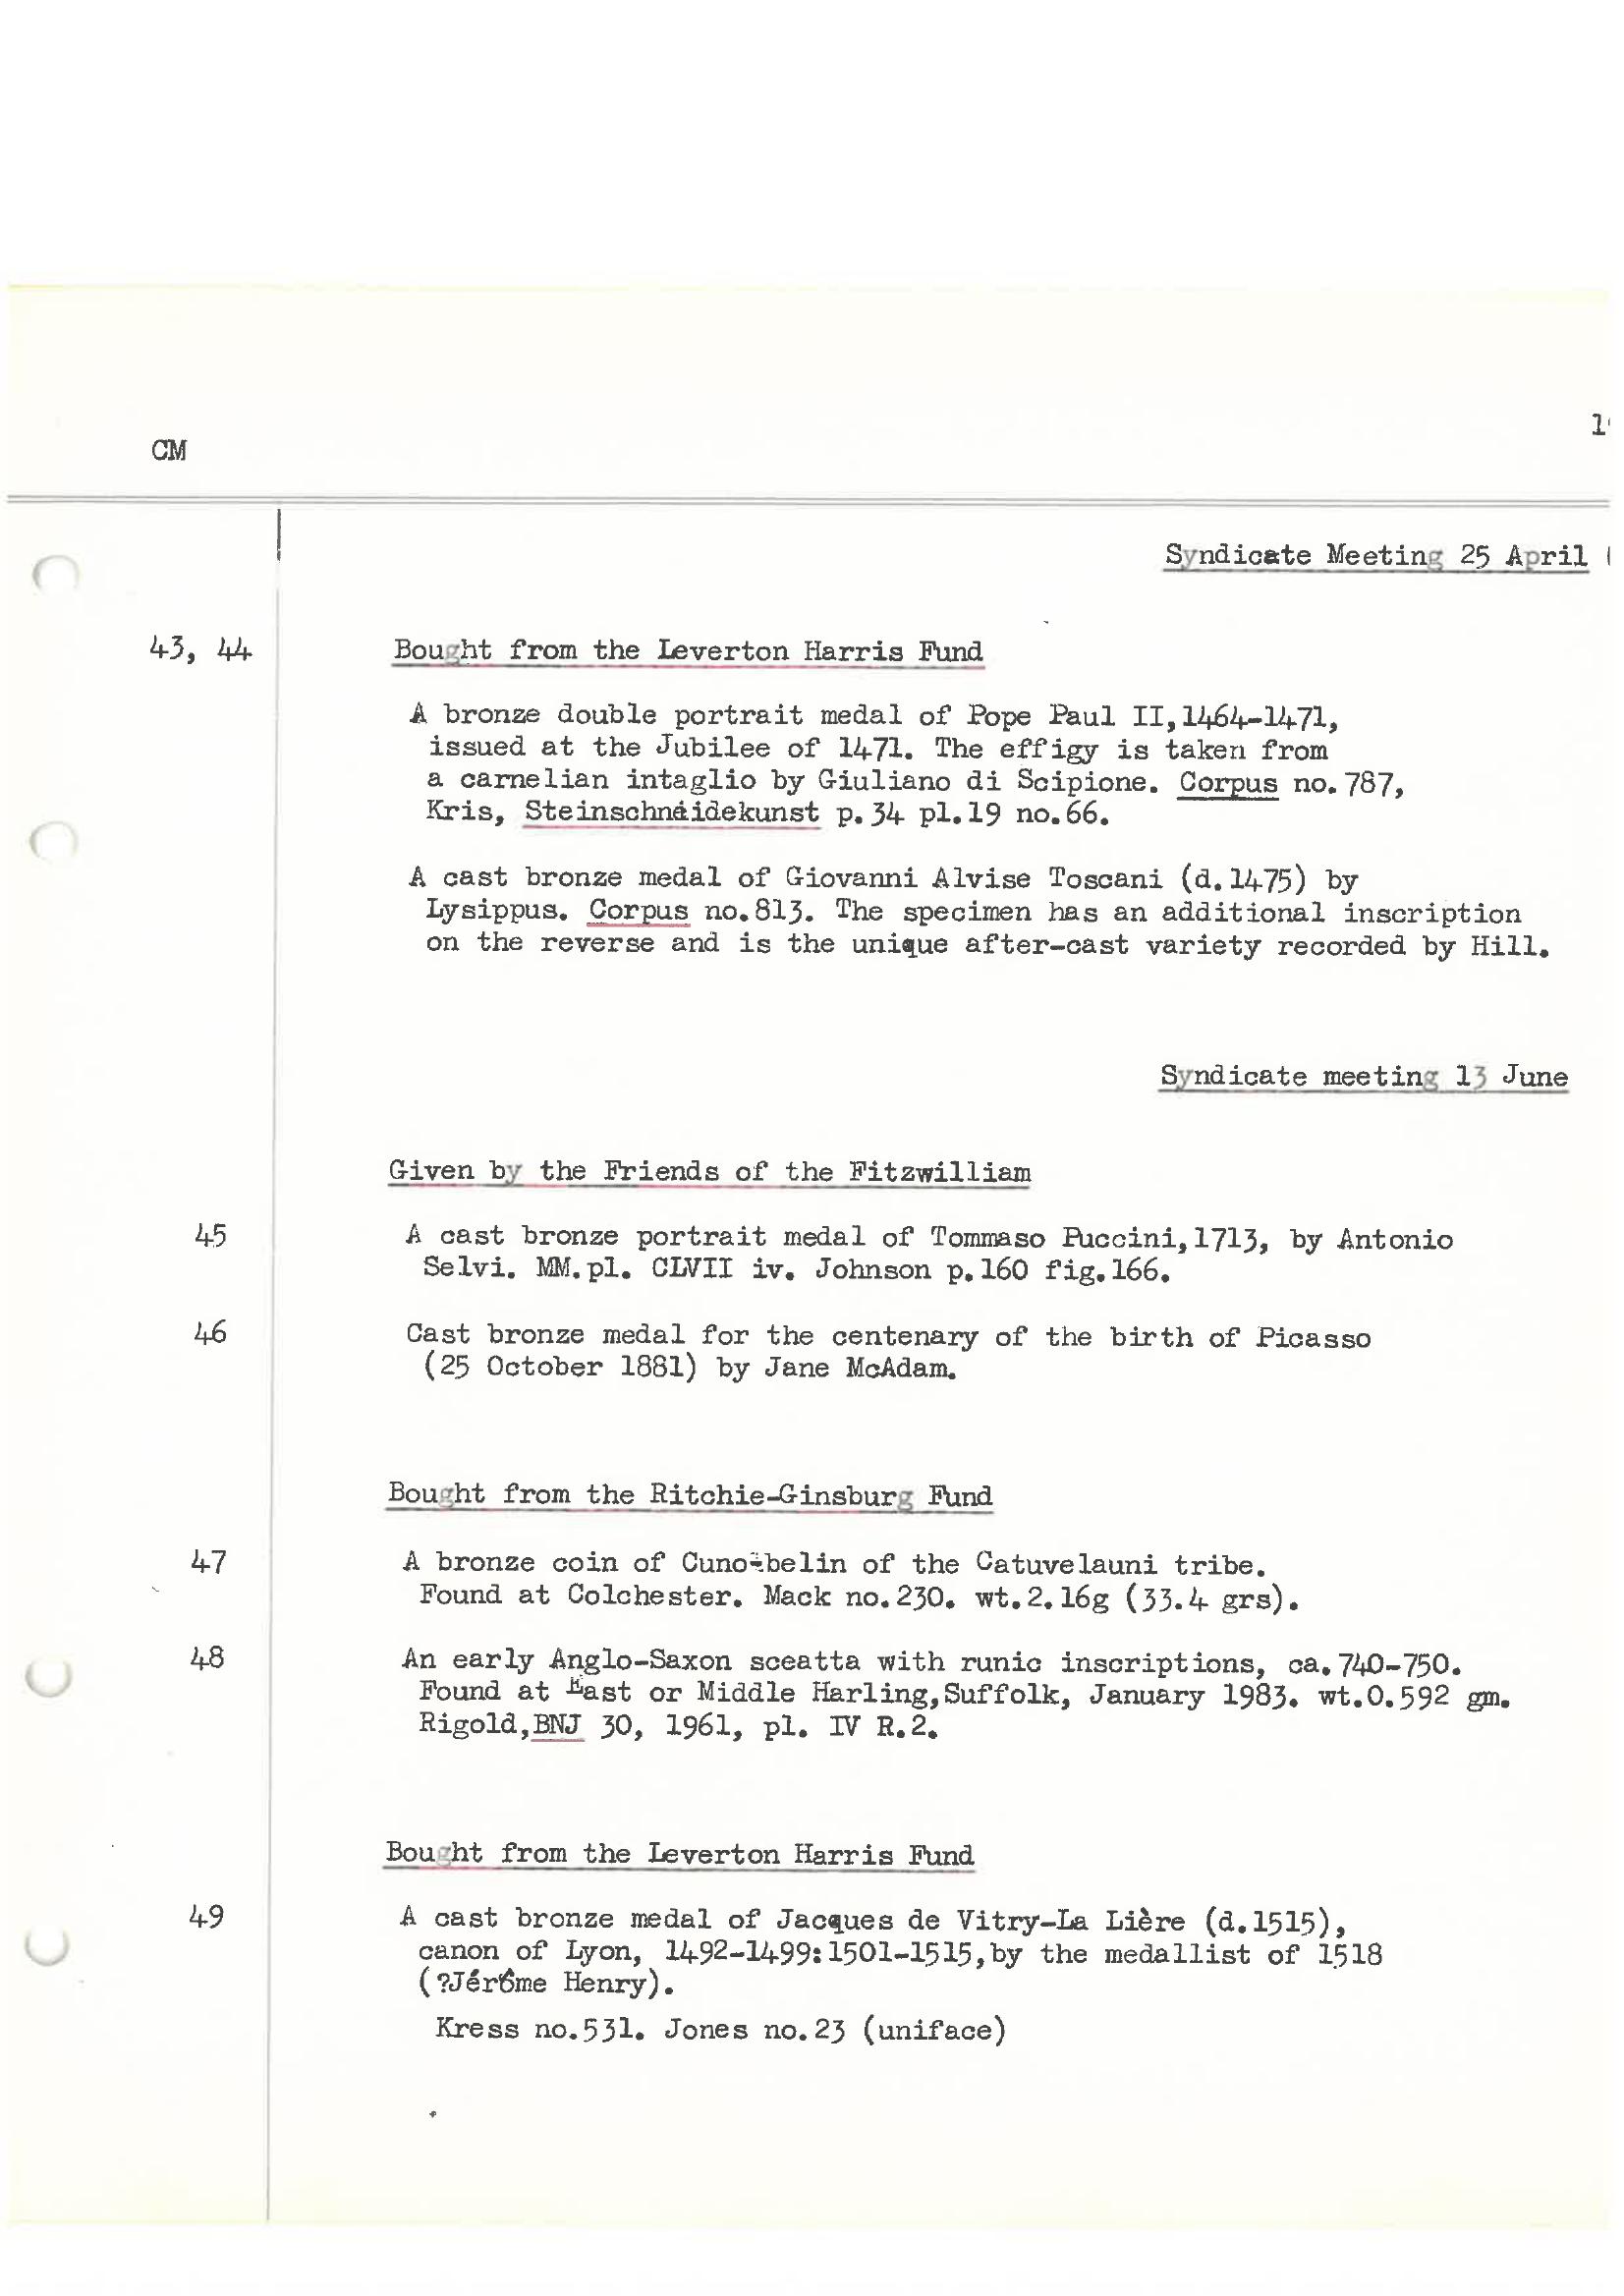 CM
Syndicate Meeting 25 April
43, 44 Bought from the Leverton Harris Fund
A bronze double portrait medal of Pope Paul II,1464-1471,
issued at the Jubilee of 1471. The effigy is taken from
a carnelian intaglio by Giuliano di Scipione. Corpus no.787,
Kris, Steinschneidekunst p.34 pl.19 no.66.
A cast bronze medal of Giovanni Alvise Toscani (d.1475) by
Lysippus. Corpus no.813. The specimen has an additional inscription
on the reverse and is the unique after-cast variety recorded by Hill.
Syndicate meeting 13 June
Given by the Friends of the Fitzwilliam
45 A cast bronze portrait medal of Tommaso Puccini,1713, by Antonio
Selvi. MM.pl. CLVII iv. Johnson p.160 fig.166.
46 Cast bronze medal for the centenary of the birth of Picasso
(25 October 1881) by Jane McAdam.
Bought from the Ritchie-Ginsburg Fund
47 A bronze coin of Cuno-belin of the Catuvelauni tribe.
Found at Colchester. Mack no.230. wt.2.16g (33.4 grs).
48 An early Anglo-Saxon sceatta with runic inscriptions, ca.740-750.
Found at East or Middle Harling,Suffolk, January 1983. wt.0.592 gm.
Rigold,BNJ 30, 1961, pl. IV R.2.
Bought from the Leverton Harris Fund
49 A cast bronze medal of Jacques de Vitry-La Lière (d.1515),
canon of Lyon, 1492-1499:1501-1515,by the medallist of 1518
(?Jérôme Henry).
Kress no.531. Jones no.23 (uniface)